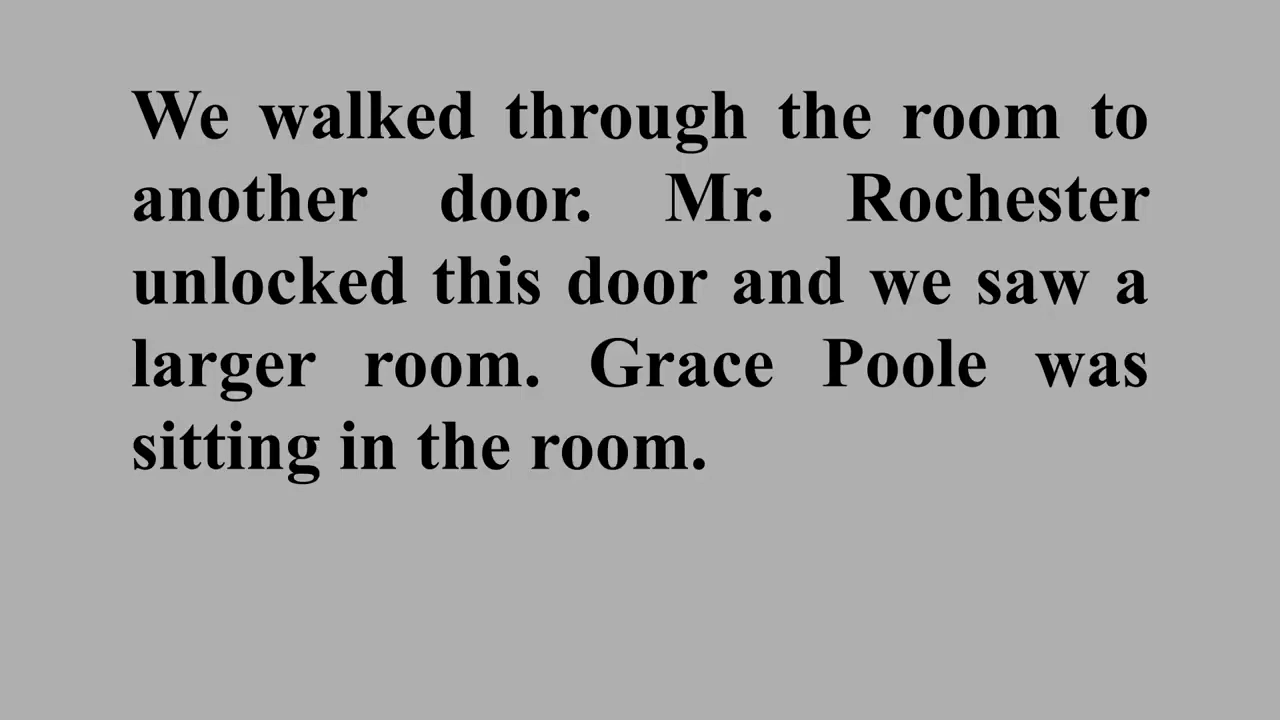 We walked through the room to
another door. Mr. Rochester
unlocked this door and we saw a
larger room. Grace Poole was
sitting in the room.